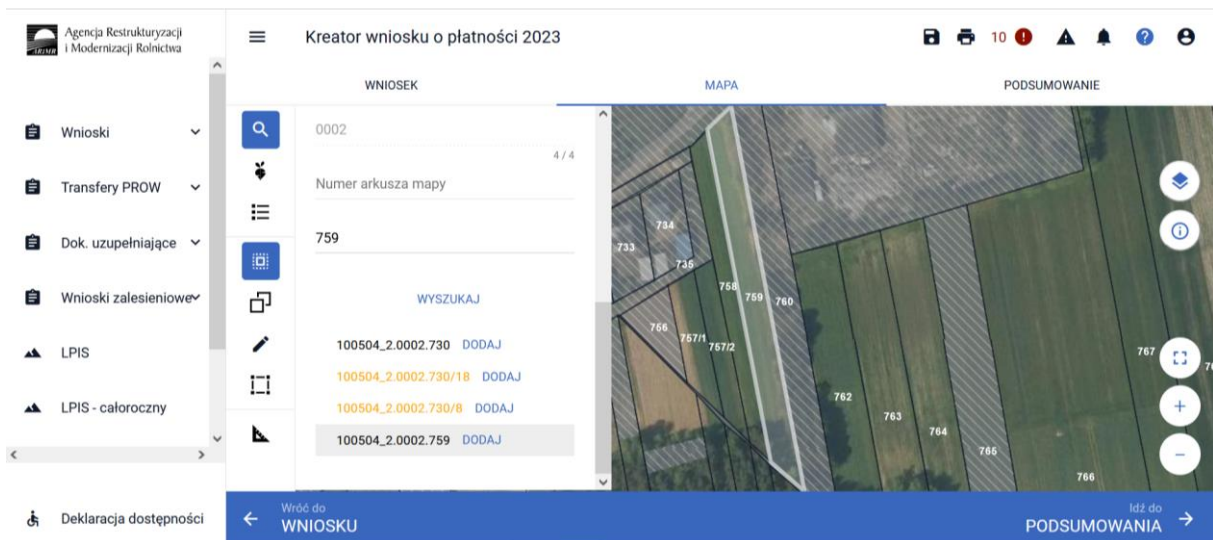 Agencja Restrukturyzacji
i Modernizacji Rolnictwa
ARiMR
Kreator wniosku o płatności 2023
10
WNIOSEK
MAPA
PODSUMOWANIE
Wnioski
Transfery PROW
Dok. uzupełniające
Wnioski zalesieniowe
LPIS
LPIS - całoroczny
Deklaracja dostępności
0002
4 / 4
Numer arkusza mapy
759
WYSZUKAJ
100504_2.0002.730 DODAJ
100504_2.0002.730/18 DODAJ
100504_2.0002.730/8 DODAJ
100504_2.0002.759 DODAJ
734
733
735
758
759
760
756
757/1
757/2
767
762
763
764
765
766
Wróć do
WNIOSKU
Idź do
PODSUMOWANIA